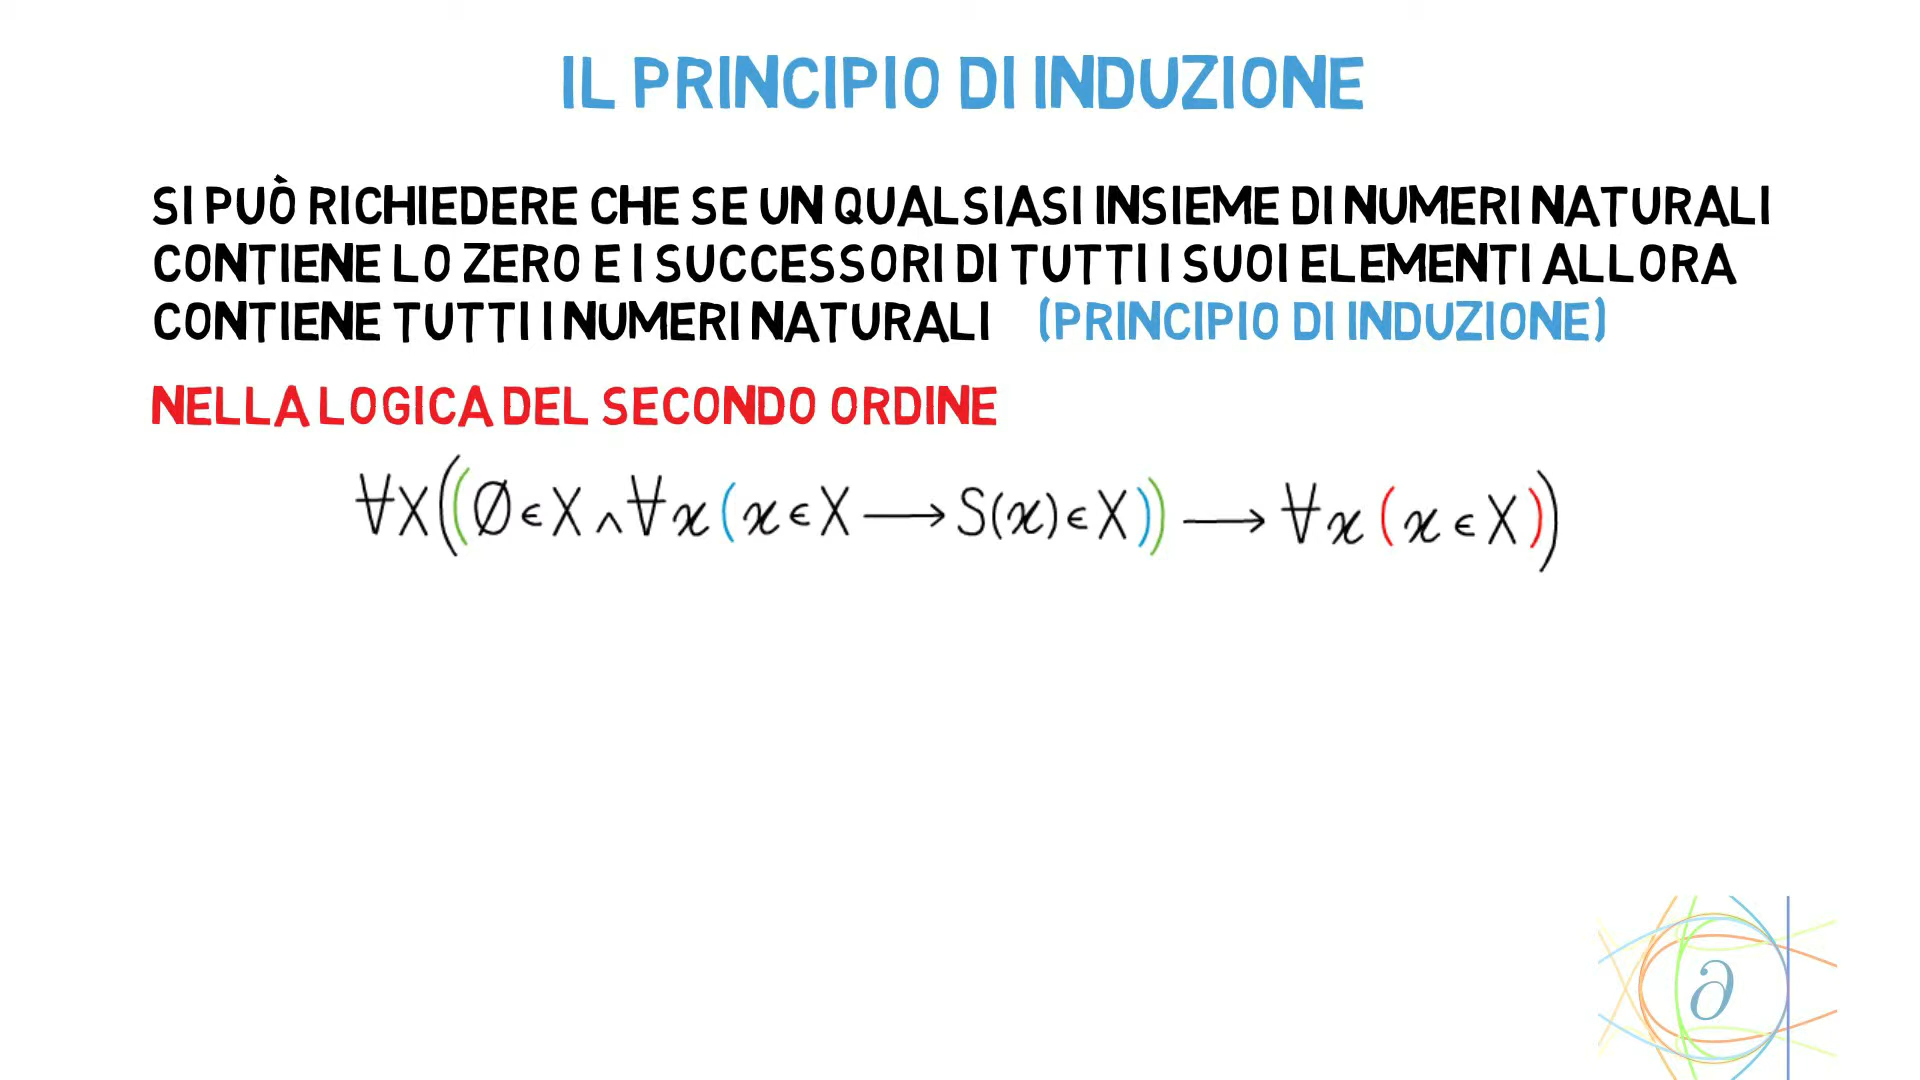 IL PRINCIPIO DI INDUZIONE
SI PUÒ RICHIEDERE CHE SE UN QUALSIASI INSIEME DI NUMERI NATURALI
CONTIENE LO ZERO E I SUCCESSORI DI TUTTI I SUOI ELEMENTI ALLORA
CONTIENE TUTTI I NUMERI NATURALI (PRINCIPIO DI INDUZIONE)
NELLA LOGICA DEL SECONDO ORDINE
∀X((∅∈X∧∀x(x∈X⟶S(x)∈X))⟶∀x(x∈X))
∂